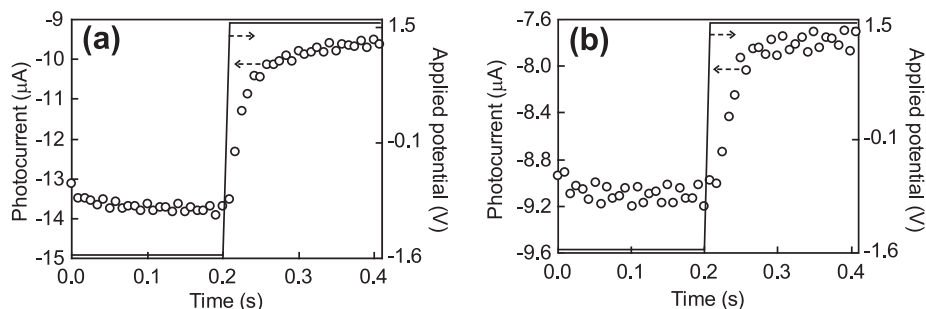 (a)
Photocurrent (μA)
-9
-10
-11
-12
-13
-14
-15
0.0 0.1 0.2 0.3 0.4
Time (s)
1.5
-0.1
-1.6
Applied potential (V)
(b)
Photocurrent (μA)
-7.6
-8.0
-8.4
-8.8
-9.2
-9.6
0.0 0.1 0.2 0.3 0.4
Time (s)
1.5
-0.1
-1.6
Applied potential (V)